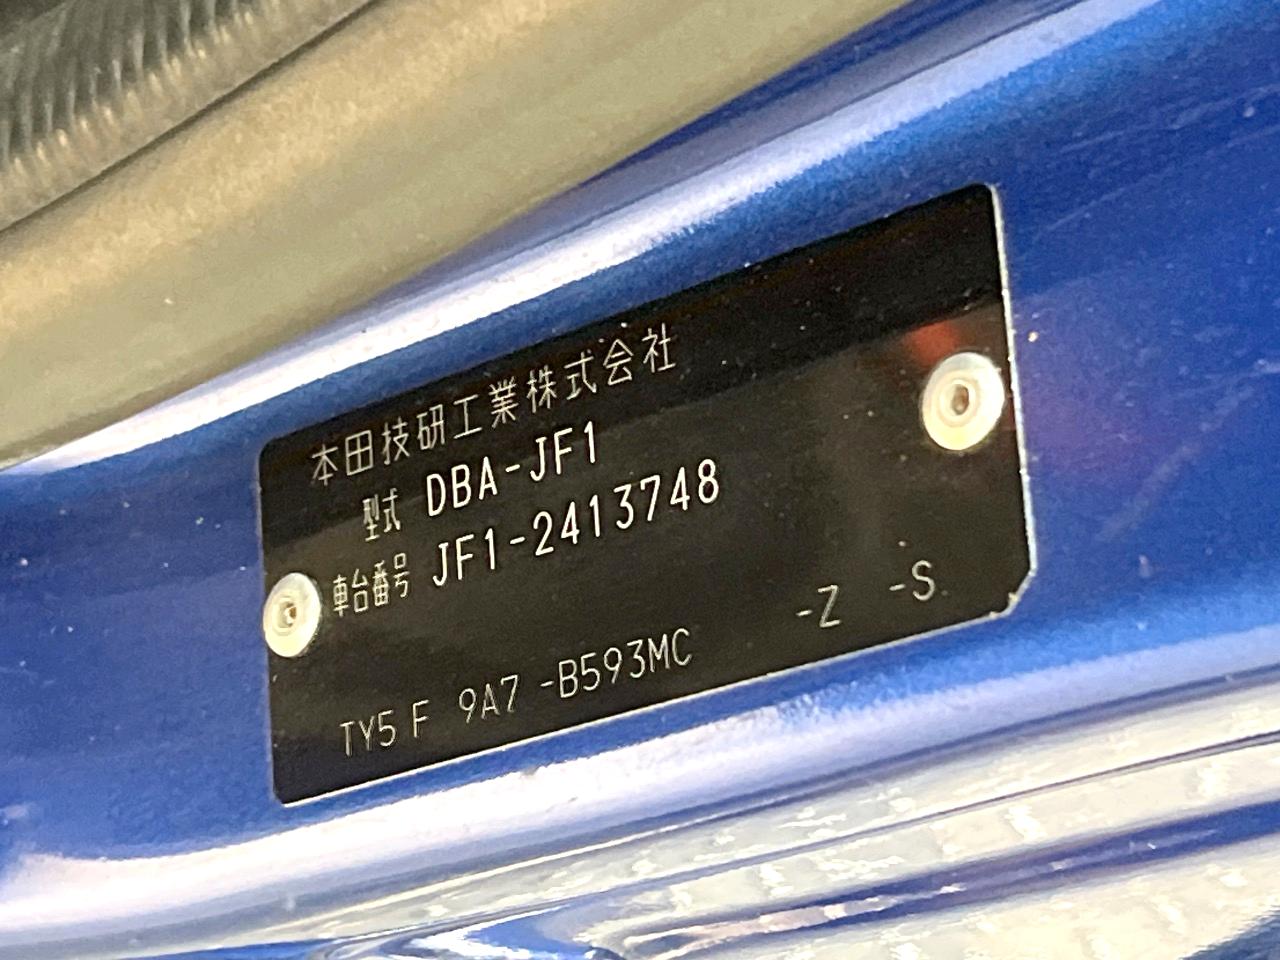 本田技研工業株式会社
型式 DBA-JF1
車台番号 JF1-2413748
TY5 F 9A7 -B593MC -Z -S